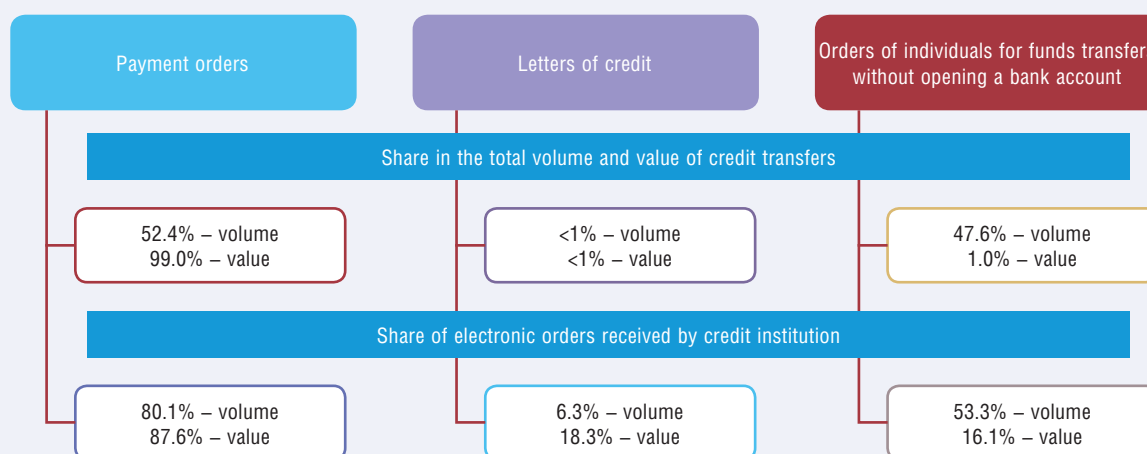 Payment orders
Letters of credit
Orders of individuals for funds transfer
without opening a bank account
Share in the total volume and value of credit transfers
52.4% – volume
99.0% – value
<1% – volume
<1% – value
47.6% – volume
1.0% – value
Share of electronic orders received by credit institution
80.1% – volume
87.6% – value
6.3% – volume
18.3% – value
53.3% – volume
16.1% – value